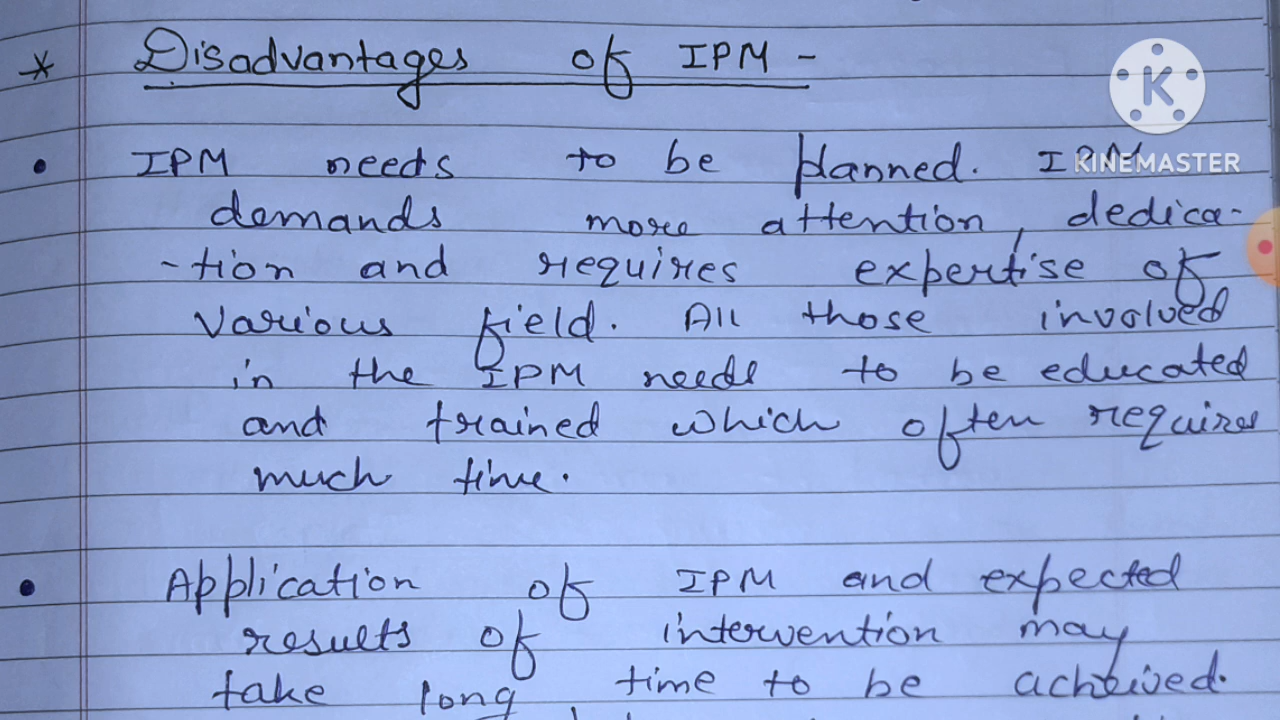 * Disadvantages of IPM -
KINEMASTER
• IPM needs to be planned. IPM
demands more attention, dedica-
-tion and requires expertise of
various field. All those involved
in the IPM needs to be educated
and trained which often requires
much time.
• Application of IPM and expected
results of intervention may
take long time to be acheived.